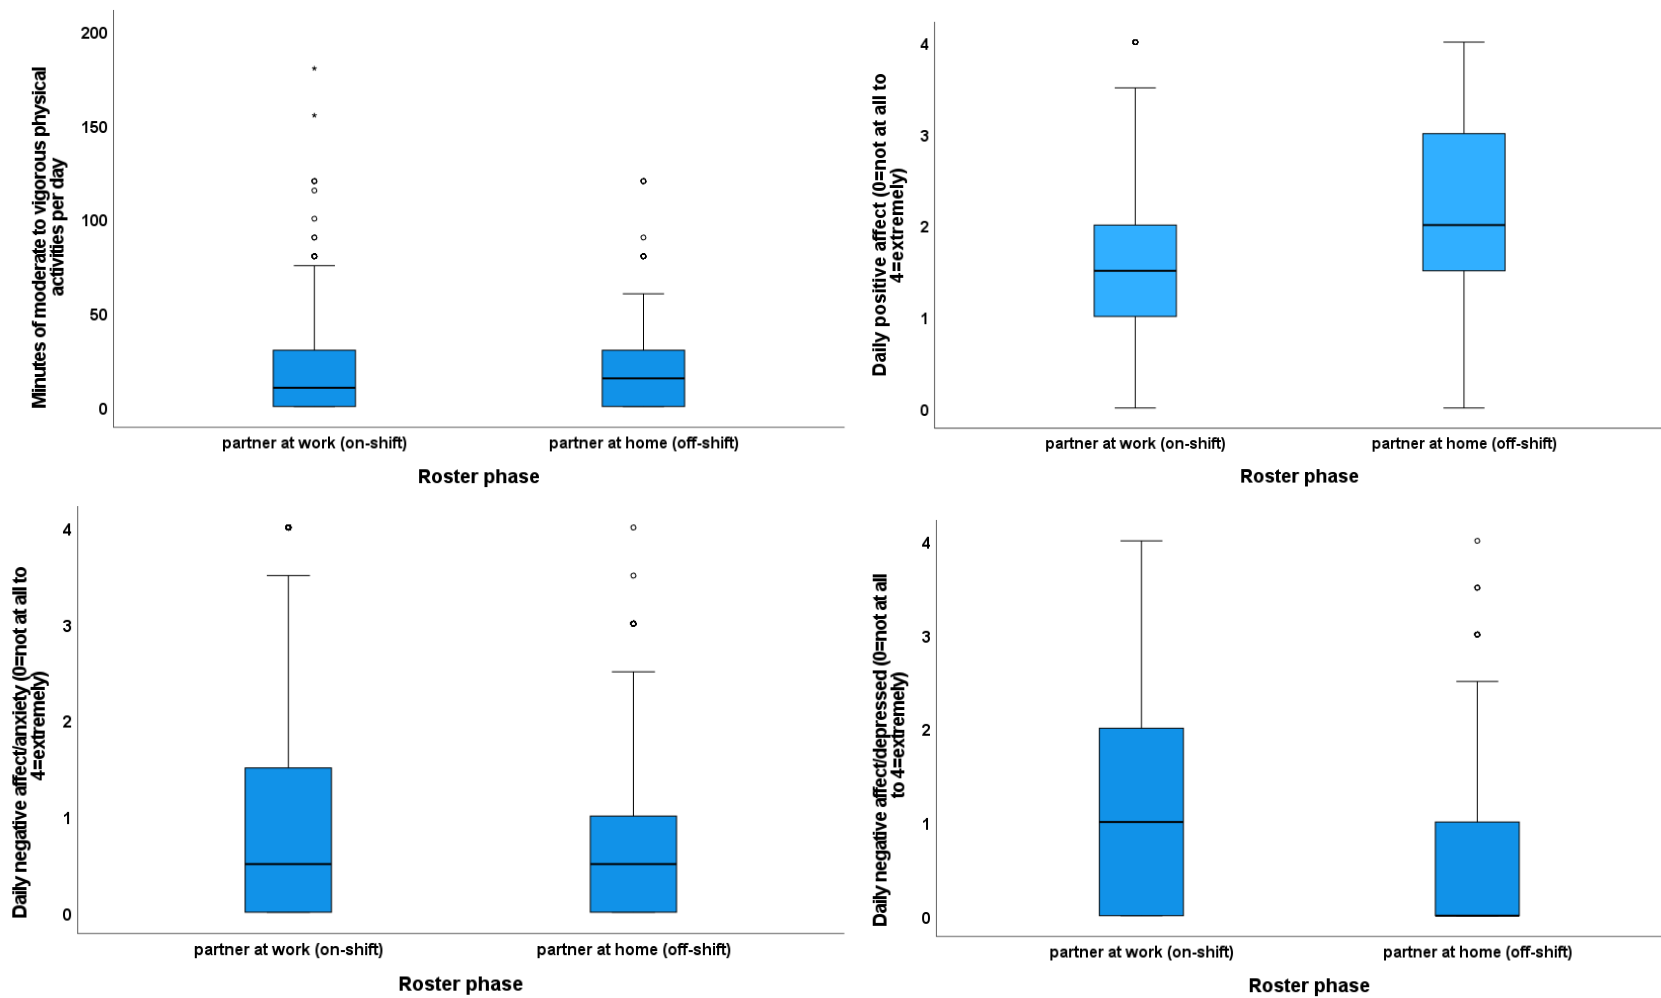 Minutes of moderate to vigorous physical
activities per day
200
150
100
50
0
partner at work (on-shift)
partner at home (off-shift)
Roster phase
Daily positive affect (0=not at all to
4=extremely)
4
3
2
1
0
partner at work (on-shift)
partner at home (off-shift)
Roster phase
Daily negative affect/anxiety (0=not at all to
4=extremely)
4
3
2
1
0
partner at work (on-shift)
partner at home (off-shift)
Roster phase
Daily negative affect/depressed (0=not at all
to 4=extremely)
4
3
2
1
0
partner at work (on-shift)
partner at home (off-shift)
Roster phase